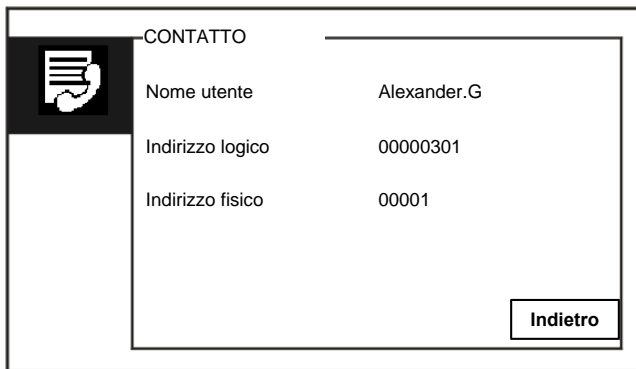 CONTATTO
Nome utente Alexander.G
Indirizzo logico 00000301
Indirizzo fisico 00001
Indietro